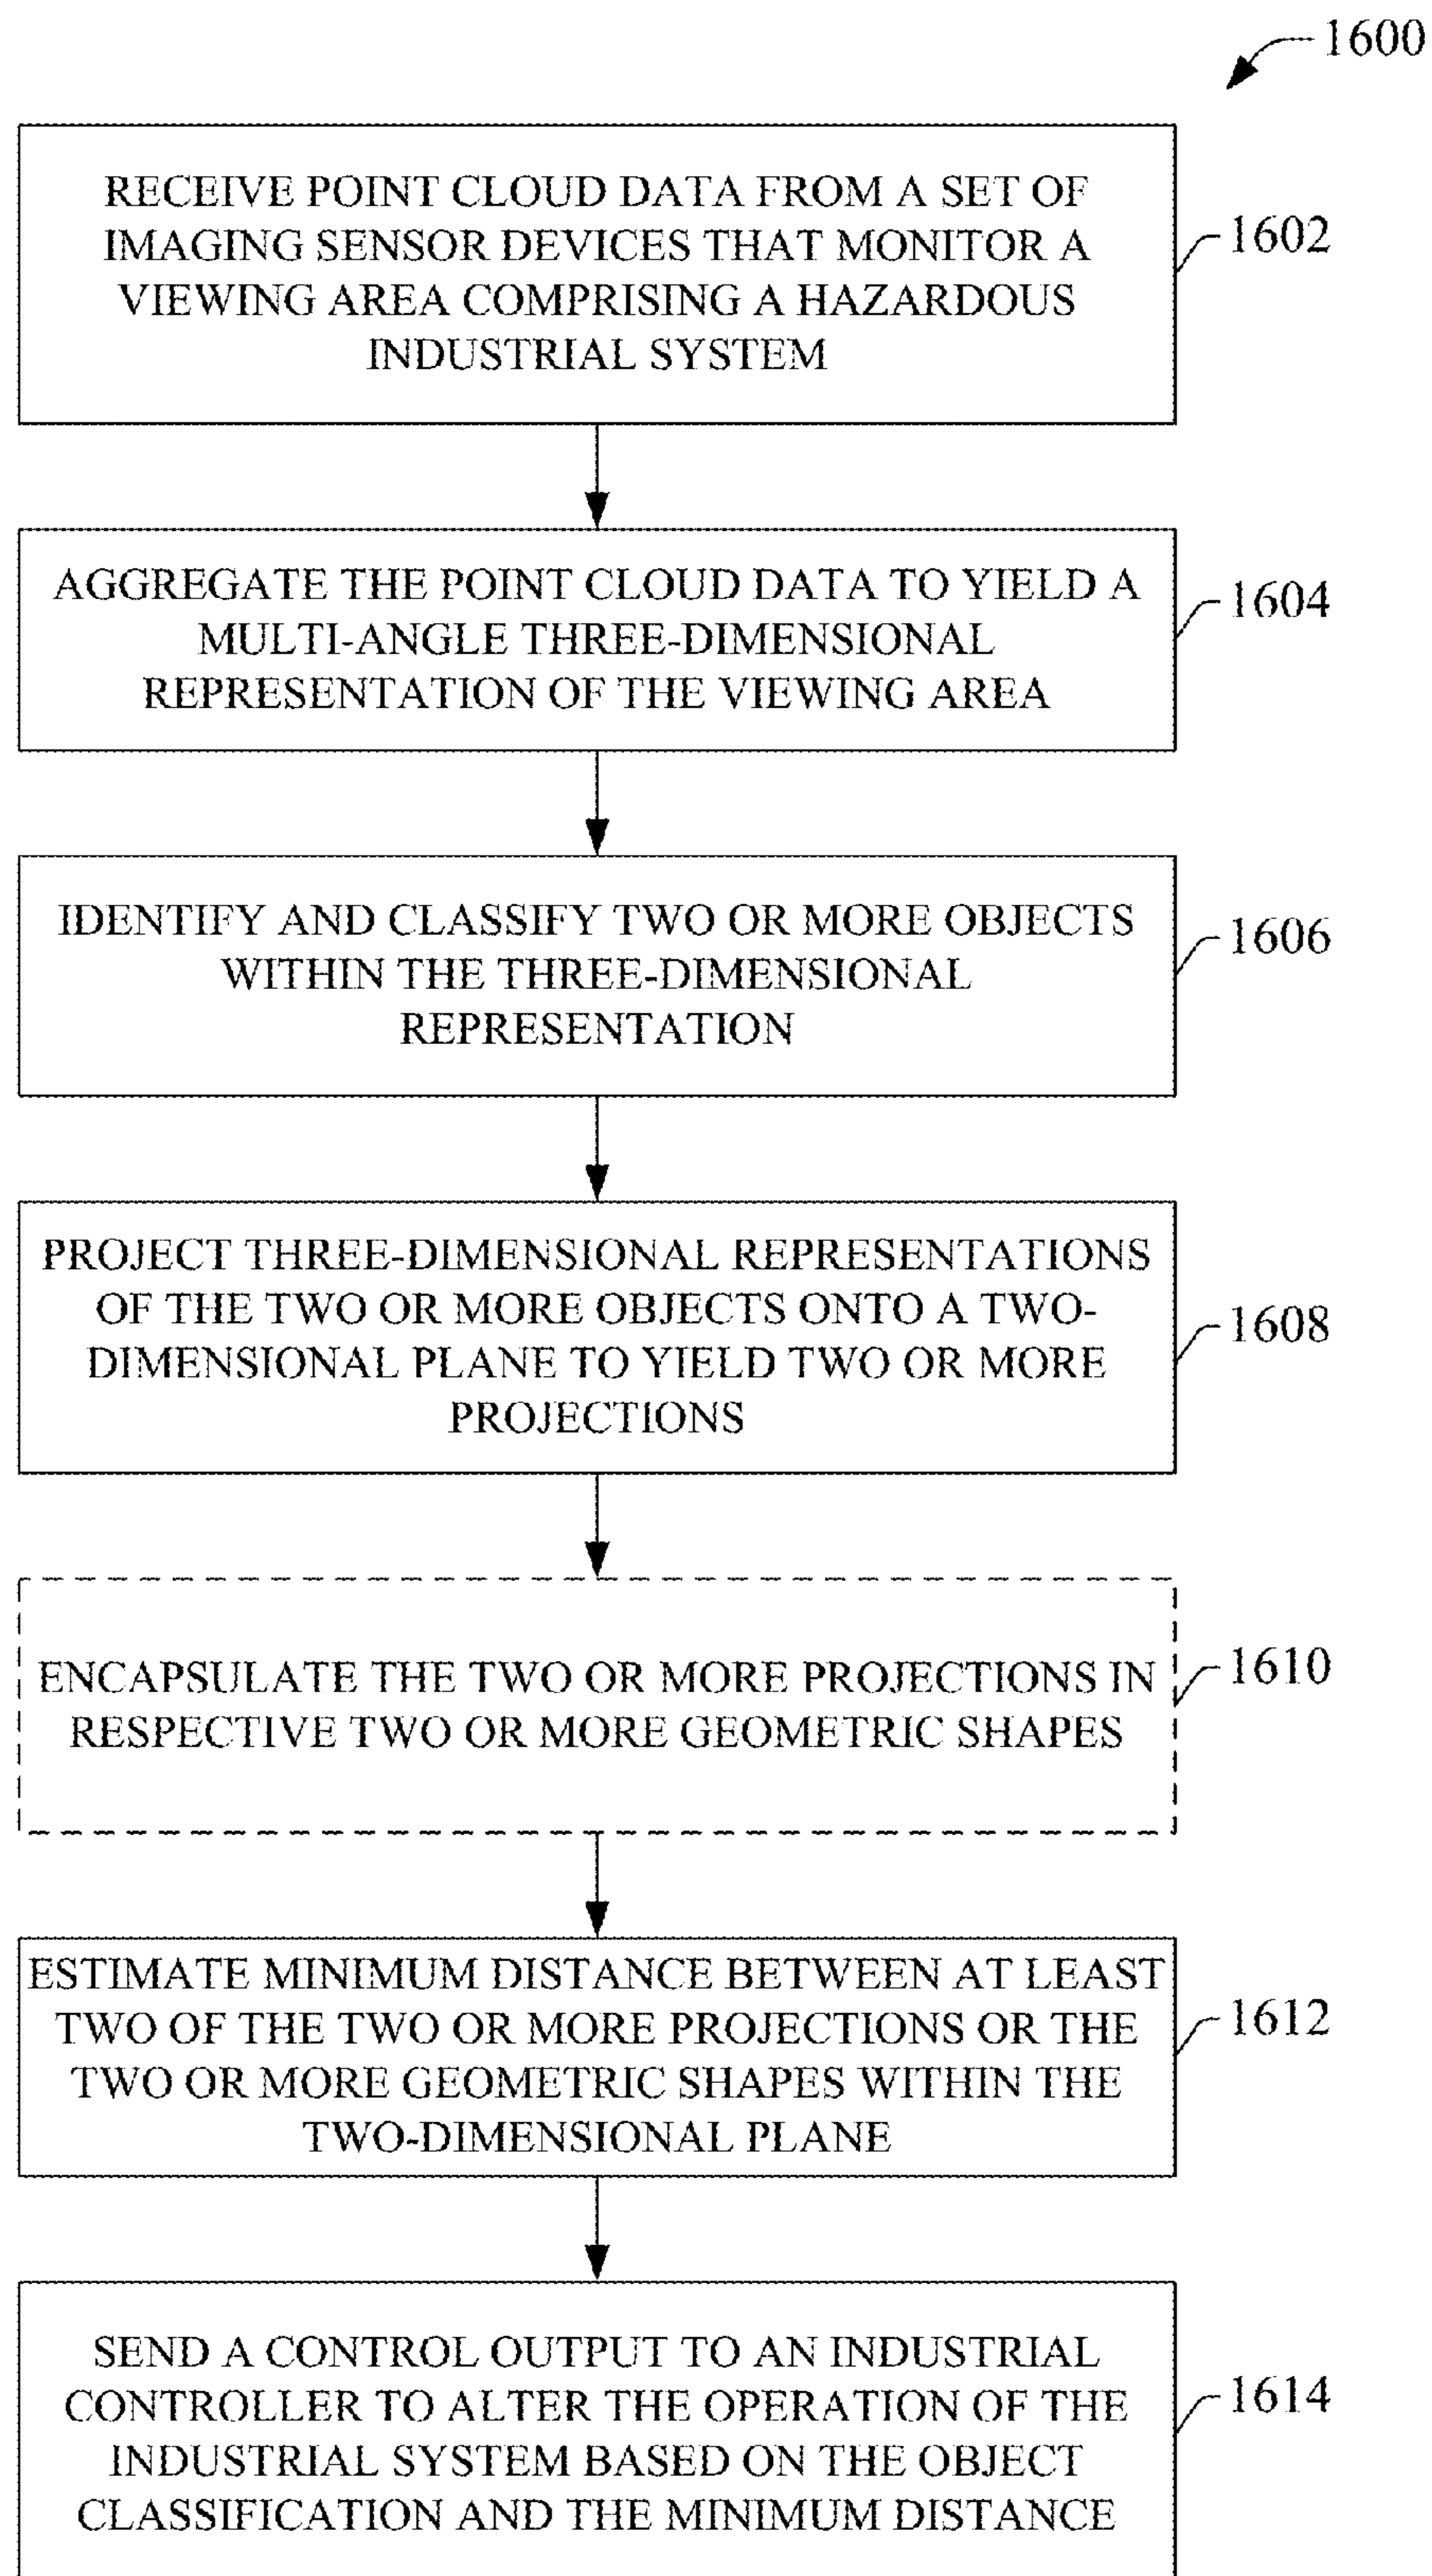 1600
RECEIVE POINT CLOUD DATA FROM A SET OF
IMAGING SENSOR DEVICES THAT MONITOR A
VIEWING AREA COMPRISING A HAZARDOUS
INDUSTRIAL SYSTEM
1602
AGGREGATE THE POINT CLOUD DATA TO YIELD A
MULTI-ANGLE THREE-DIMENSIONAL
REPRESENTATION OF THE VIEWING AREA
1604
IDENTIFY AND CLASSIFY TWO OR MORE OBJECTS
WITHIN THE THREE-DIMENSIONAL
REPRESENTATION
1606
PROJECT THREE-DIMENSIONAL REPRESENTATIONS
OF THE TWO OR MORE OBJECTS ONTO A TWO-
DIMENSIONAL PLANE TO YIELD TWO OR MORE
PROJECTIONS
1608
ENCAPSULATE THE TWO OR MORE PROJECTIONS IN
RESPECTIVE TWO OR MORE GEOMETRIC SHAPES
1610
ESTIMATE MINIMUM DISTANCE BETWEEN AT LEAST
TWO OF THE TWO OR MORE PROJECTIONS OR THE
TWO OR MORE GEOMETRIC SHAPES WITHIN THE
TWO-DIMENSIONAL PLANE
1612
SEND A CONTROL OUTPUT TO AN INDUSTRIAL
CONTROLLER TO ALTER THE OPERATION OF THE
INDUSTRIAL SYSTEM BASED ON THE OBJECT
CLASSIFICATION AND THE MINIMUM DISTANCE
1614